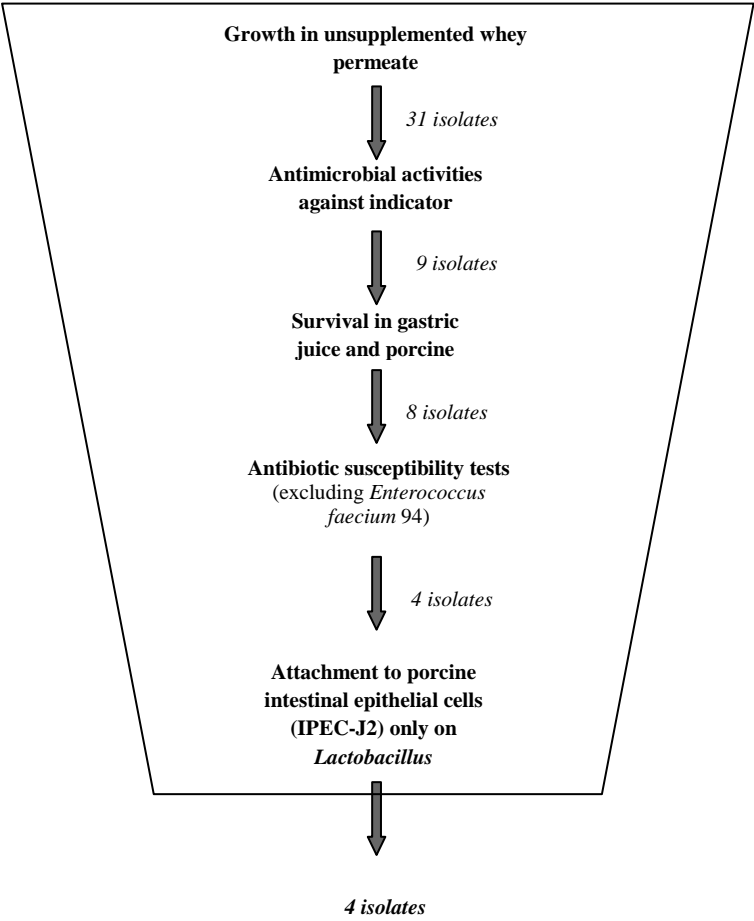 Growth in unsupplemented whey
permeate
31 isolates
Antimicrobial activities
against indicator
9 isolates
Survival in gastric
juice and porcine
8 isolates
Antibiotic susceptibility tests
(excluding Enterococcus
faecium 94)
4 isolates
Attachment to porcine
intestinal epithelial cells
(IPEC-J2) only on
Lactobacillus
4 isolates